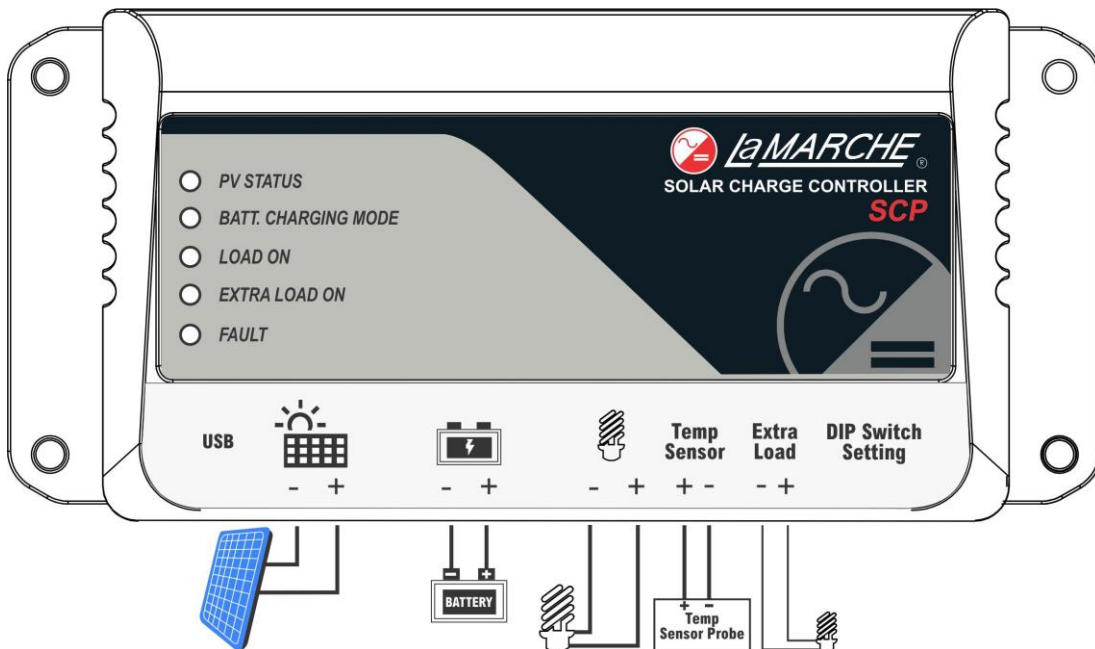 LaMARCHE ®
SOLAR CHARGE CONTROLLER
SCP
PV STATUS
BATT. CHARGING MODE
LOAD ON
EXTRA LOAD ON
FAULT
USB
Temp
Sensor
Extra
Load
DIP Switch
Setting
- +
- +
- +
+ -
- +
- +
BATTERY
+ -
Temp
Sensor Probe